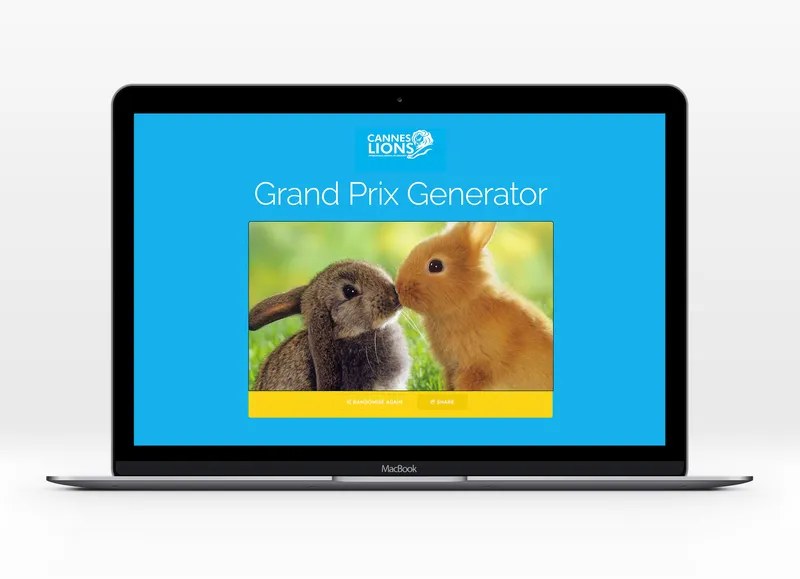 CANNES
LIONS
Grand Prix Generator
RANDOMISE AGAIN
SHARE
MacBook